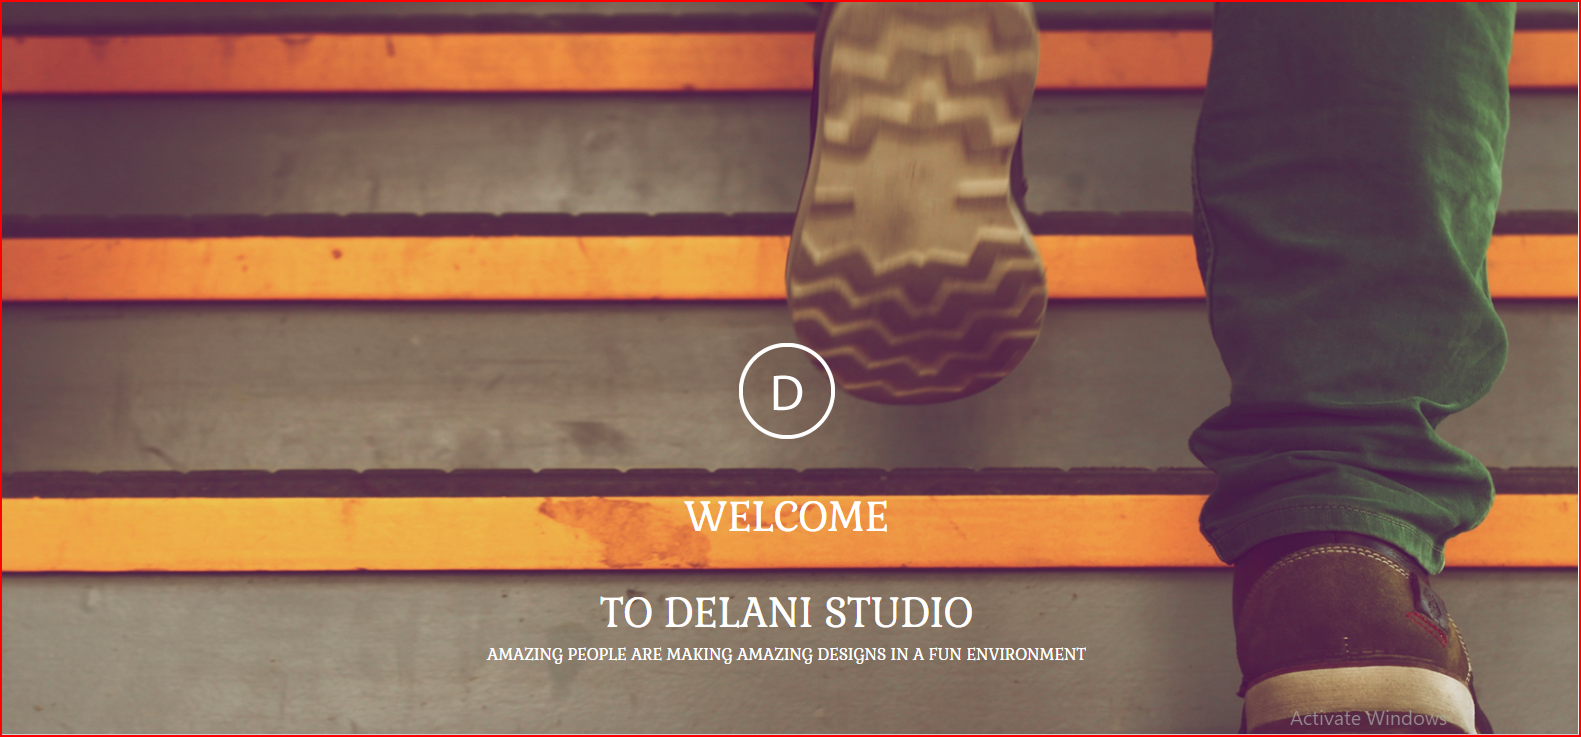 D
WELCOME
TO DELANI STUDIO
AMAZING PEOPLE ARE MAKING AMAZING DESIGNS IN A FUN ENVIRONMENT
Activate Windows